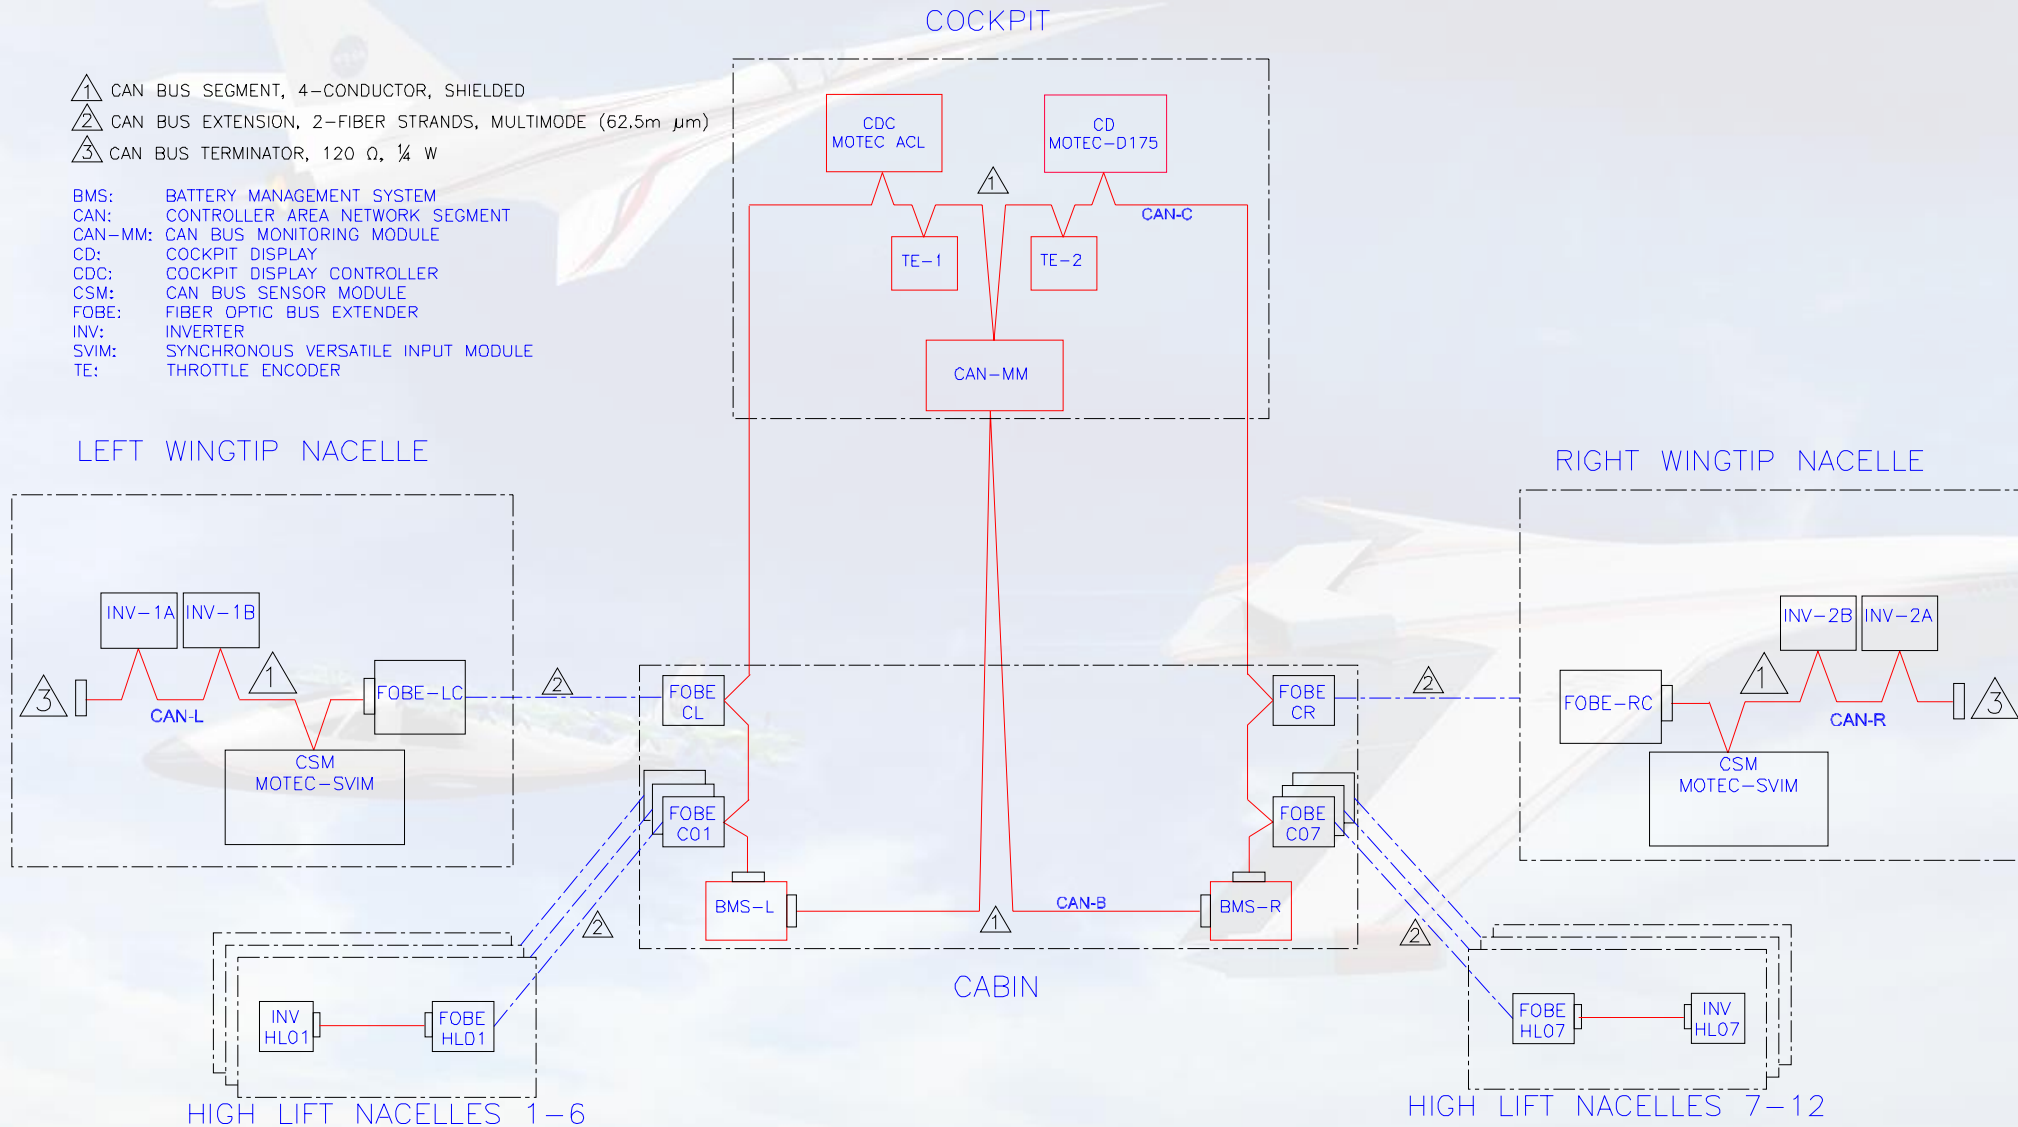 COCKPIT
1 CAN BUS SEGMENT, 4-CONDUCTOR, SHIELDED
2 CAN BUS EXTENSION, 2-FIBER STRANDS, MULTIMODE (62.5m μm)
3 CAN BUS TERMINATOR, 120 Ω, ¼ W
BMS: BATTERY MANAGEMENT SYSTEM
CAN: CONTROLLER AREA NETWORK SEGMENT
CAN-MM: CAN BUS MONITORING MODULE
CD: COCKPIT DISPLAY
CDC: COCKPIT DISPLAY CONTROLLER
CSM: CAN BUS SENSOR MODULE
FOBE: FIBER OPTIC BUS EXTENDER
INV: INVERTER
SVIM: SYNCHRONOUS VERSATILE INPUT MODULE
TE: THROTTLE ENCODER
CDC
MOTEC ACL
CD
MOTEC-D175
1
CAN-C
TE-1
TE-2
CAN-MM
LEFT WINGTIP NACELLE
INV-1A
INV-1B
3
1
CAN-L
FOBE-LC
CSM
MOTEC-SVIM
2
RIGHT WINGTIP NACELLE
2
FOBE-RC
1
INV-2B
INV-2A
CAN-R
3
CSM
MOTEC-SVIM
FOBE
CL
FOBE
CR
FOBE
C01
FOBE
C07
BMS-L
1
CAN-B
BMS-R
CABIN
2
2
INV
HL01
FOBE
HL01
HIGH LIFT NACELLES 1-6
FOBE
HL07
INV
HL07
HIGH LIFT NACELLES 7-12